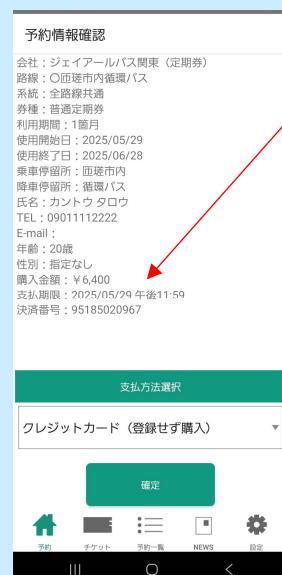 予約情報確認
会社：ジェイアールバス関東（定期券）
路線：〇匝瑳市内循環バス
系統：全路線共通
券種：普通定期券
利用期間：1箇月
使用開始日：2025/05/29
使用終了日：2025/06/28
乗車停留所：匝瑳市内
降車停留所：循環バス
氏名：カントウ タロウ
TEL：09011112222
E-mail：
年齢：20歳
性別：指定なし
購入金額：￥6,400
支払期限：2025/05/29 午後11:59
決済番号：95185020967
支払方法選択
クレジットカード（登録せず購入）
確定
予約 チケット 予約一覧 NEWS 設定